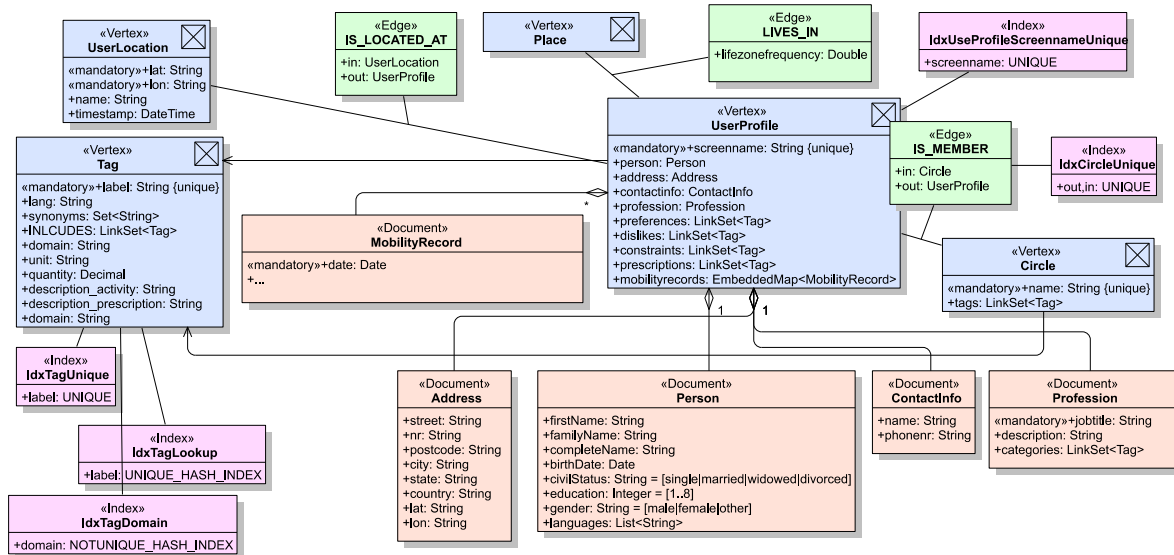 «Vertex»
UserLocation
«mandatory»+lat: String
«mandatory»+lon: String
+name: String
+timestamp: DateTime
«Edge»
IS_LOCATED_AT
+in: UserLocation
+out: UserProfile
«Vertex»
Place
«Edge»
LIVES_IN
+lifezonefrequency: Double
«Index»
IdxUseProfileScreennameUnique
+screenname: UNIQUE
«Vertex»
Tag
«mandatory»+label: String {unique}
+lang: String
+synonyms: Set<String>
+INLCUDES: LinkSet<Tag>
+domain: String
+unit: String
+quantity: Decimal
+description_activity: String
+description_prescription: String
+domain: String
«Vertex»
UserProfile
«mandatory»+screenname: String {unique}
+person: Person
+address: Address
+contactinfo: ContactInfo
+profession: Profession
+preferences: LinkSet<Tag>
+dislikes: LinkSet<Tag>
+constraints: LinkSet<Tag>
+prescriptions: LinkSet<Tag>
+mobilityrecords: EmbeddedMap<MobilityRecord>
«Edge»
IS_MEMBER
+in: Circle
+out: UserProfile
«Index»
IdxCircleUnique
+out,in: UNIQUE
*
«Document»
MobilityRecord
«mandatory»+date: Date
+...
«Vertex»
Circle
«mandatory»+name: String {unique}
+tags: LinkSet<Tag>
1
1
«Index»
IdxTagUnique
+label: UNIQUE
«Index»
IdxTagLookup
+label: UNIQUE_HASH_INDEX
«Index»
IdxTagDomain
+domain: NOTUNIQUE_HASH_INDEX
«Document»
Address
+street: String
+nr: String
+postcode: String
+city: String
+state: String
+country: String
+lat: String
+lon: String
«Document»
Person
+firstName: String
+familyName: String
+completeName: String
+birthDate: Date
+civilStatus: String = [single|married|widowed|divorced]
+education: Integer = [1..8]
+gender: String = [male|female|other]
+languages: List<String>
«Document»
ContactInfo
+name: String
+phonenr: String
«Document»
Profession
«mandatory»+jobtitle: String
+description: String
+categories: LinkSet<Tag>